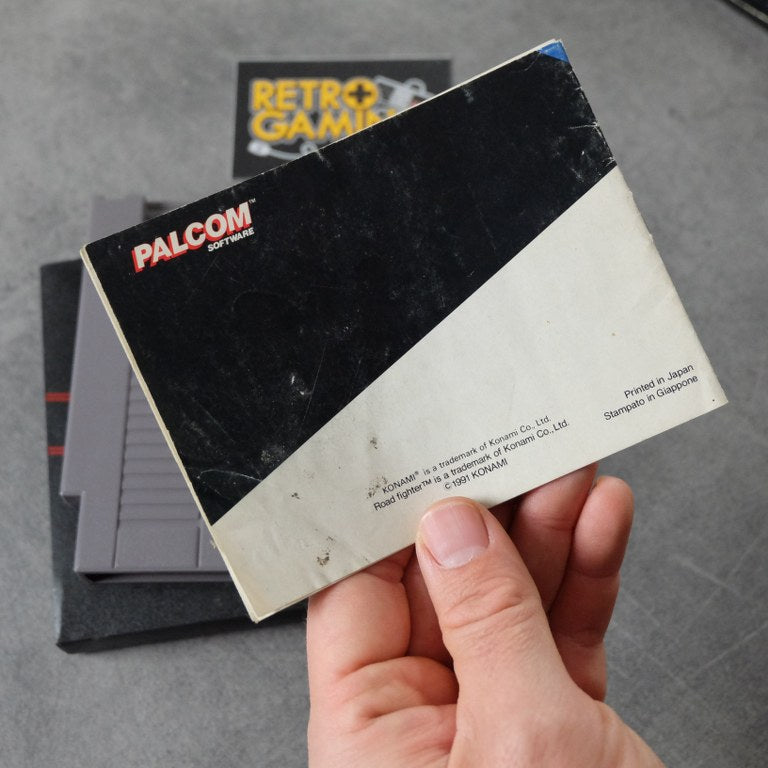 RETRO
GAMIN
PALCOM™
SOFTWARE
Printed in Japan
Stampato in Giappone
KONAMI® is a trademark of Konami Co., Ltd.
Road fighter™ is a trademark of Konami Co., Ltd.
©1991 KONAMI